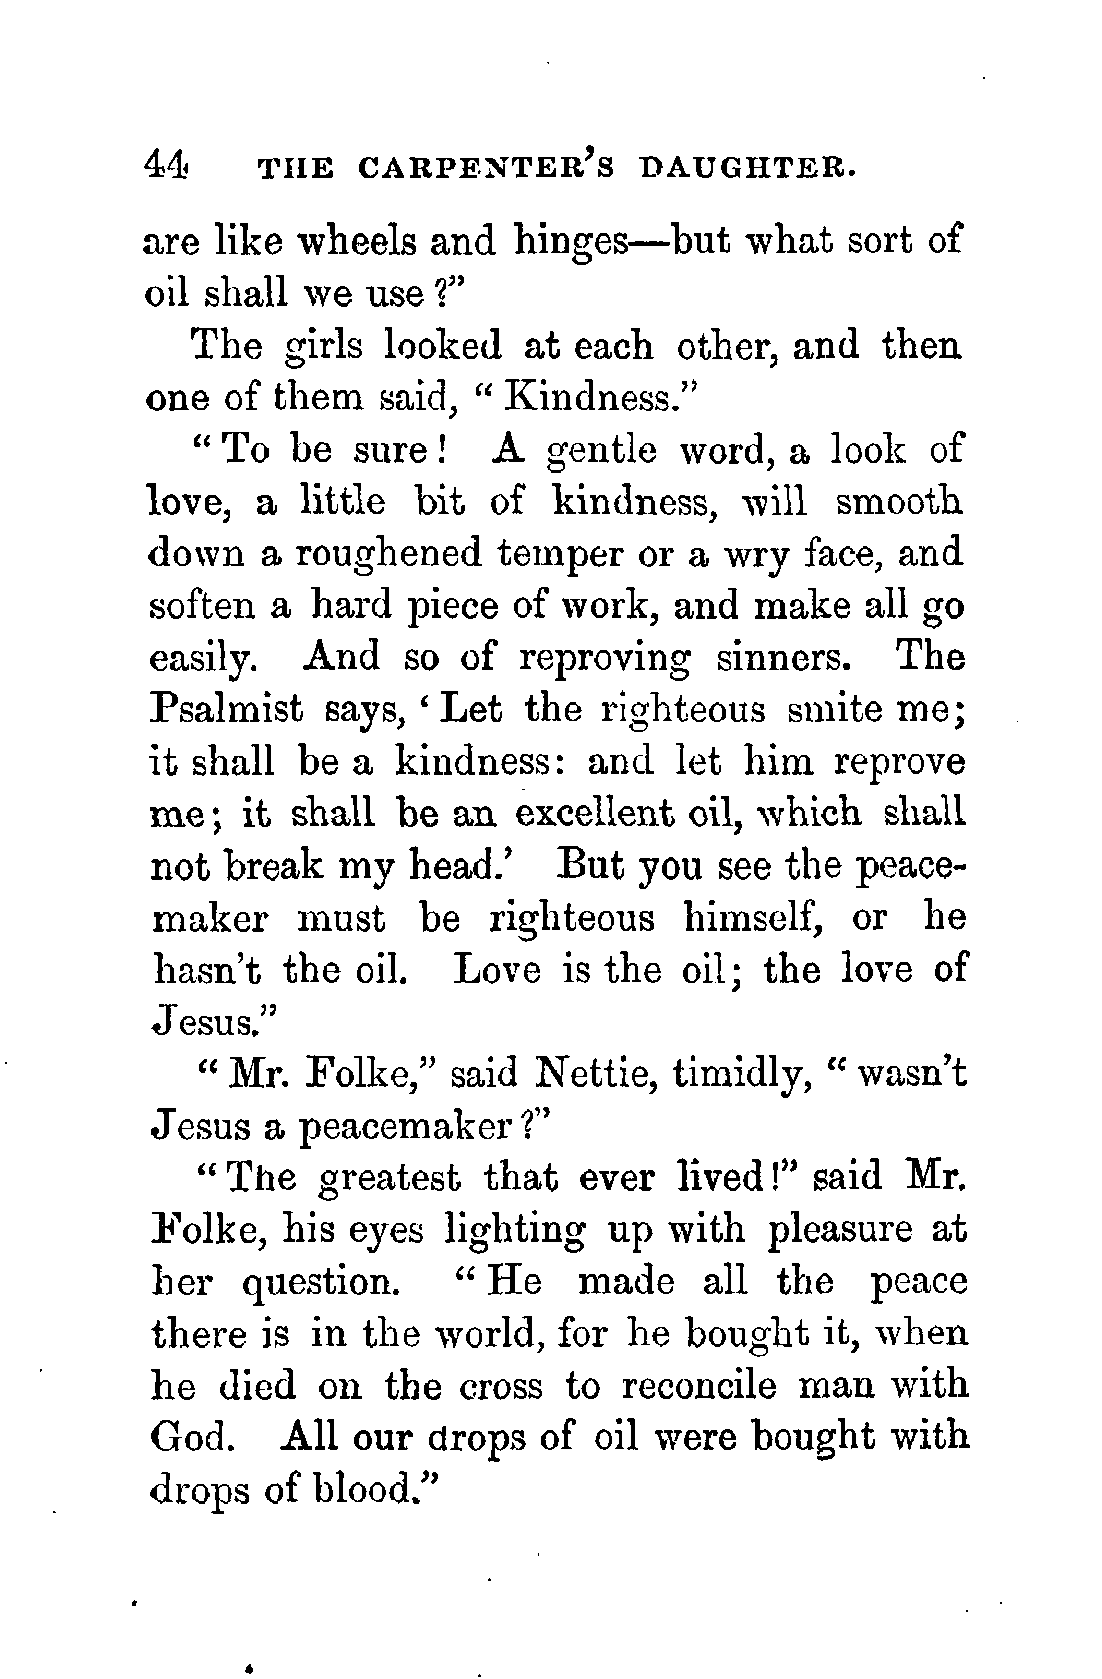 44 THE CARPENTER'S DAUGHTER.
are like wheels and hinges—but what sort of
oil shall we use?"
The girls looked at each other, and then
one of them said, "Kindness."
"To be sure! A gentle word, a look of
love, a little bit of kindness, will smooth
down a roughened temper or a wry face, and
soften a hard piece of work, and make all go
easily. And so of reproving sinners. The
Psalmist says, 'Let the righteous smite me;
it shall be a kindness: and let him reprove
me; it shall be an excellent oil, which shall
not break my head.' But you see the peace-
maker must be righteous himself, or he
hasn't the oil. Love is the oil; the love of
Jesus."
"Mr. Folke," said Nettie, timidly, "wasn't
Jesus a peacemaker?"
"The greatest that ever lived!" said Mr.
Folke, his eyes lighting up with pleasure at
her question. "He made all the peace
there is in the world, for he bought it, when
he died on the cross to reconcile man with
God. All our drops of oil were bought with
drops of blood."